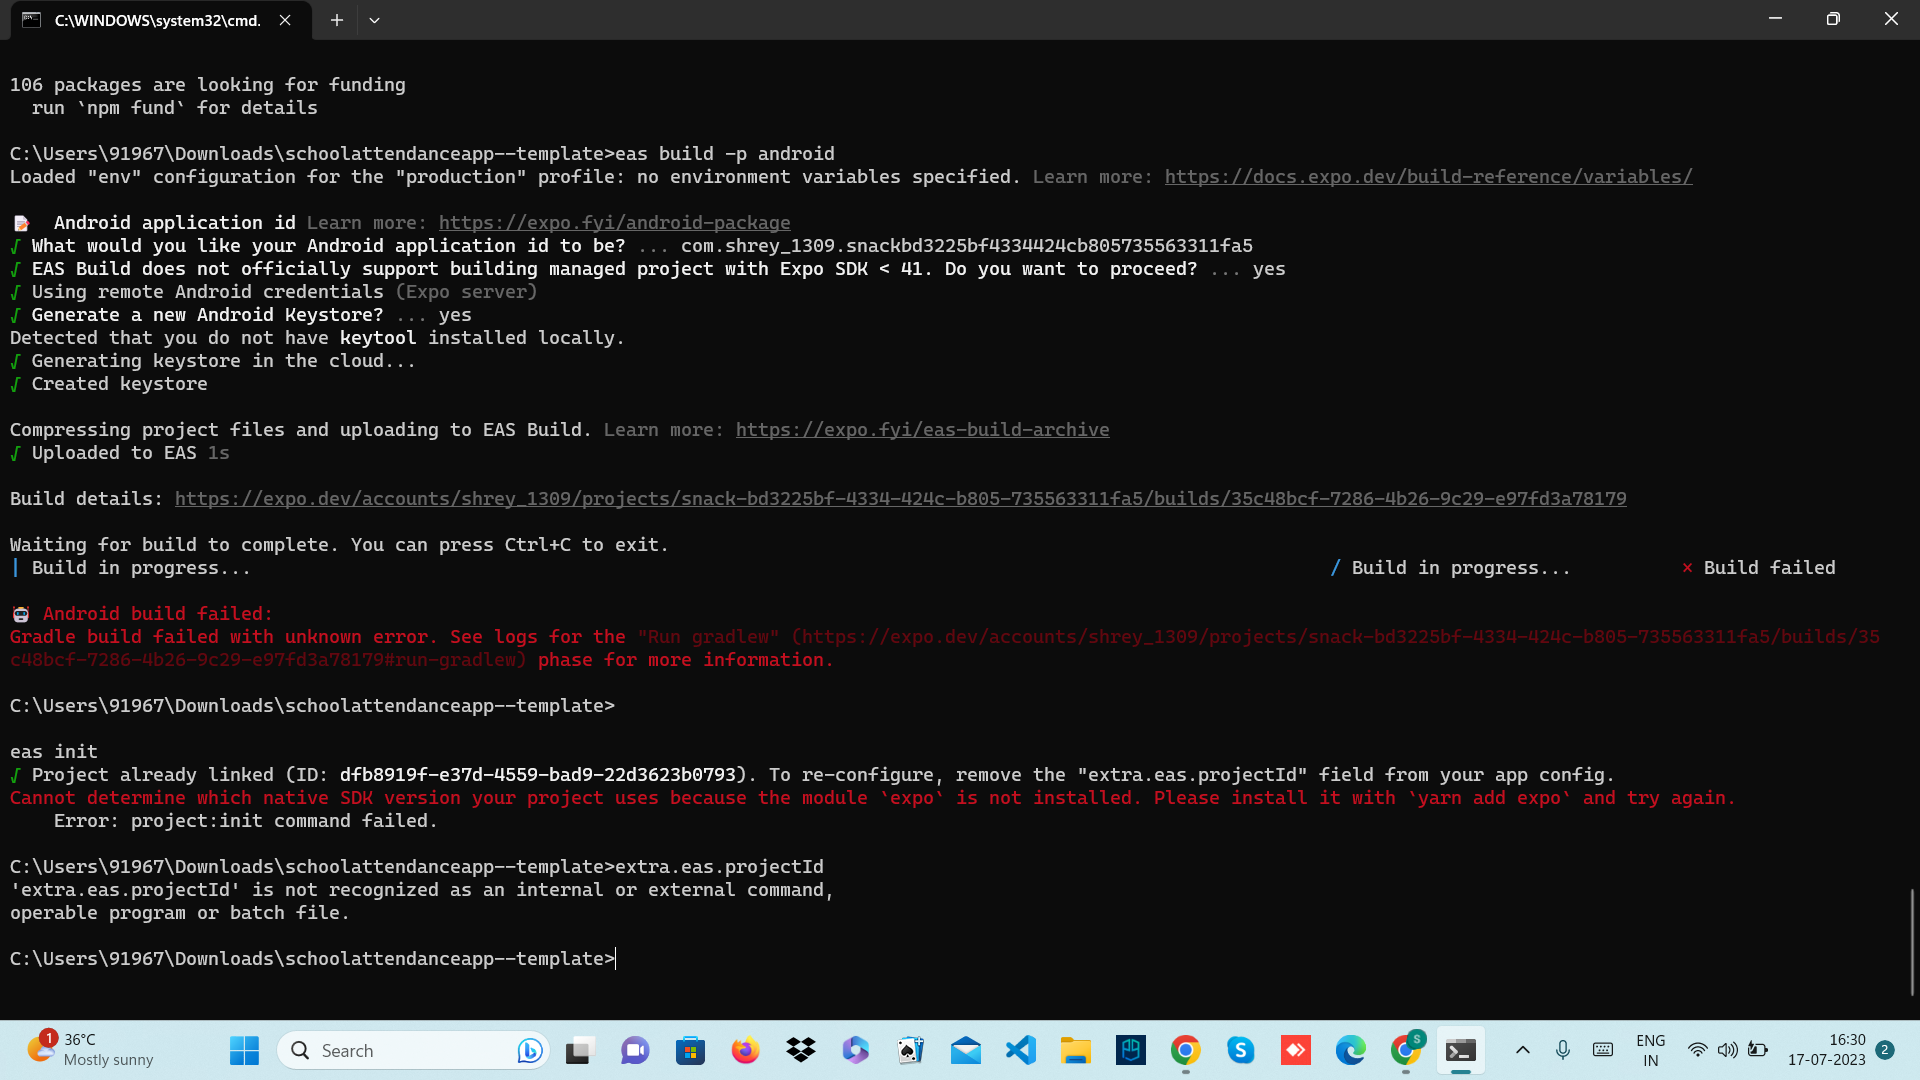 C:\WINDOWS\system32\cmd.
106 packages are looking for funding
run `npm fund` for details
C:\Users\91967\Downloads\schoolattendanceapp--template>eas build -p android
Loaded "env" configuration for the "production" profile: no environment variables specified. Learn more: https://docs.expo.dev/build-reference/variables/
Android application id Learn more: https://expo.fyi/android-package
√ What would you like your Android application id to be? ... com.shrey_1309.snackbd3225bf4334424cb805735563311fa5
√ EAS Build does not officially support building managed project with Expo SDK < 41. Do you want to proceed? ... yes
√ Using remote Android credentials (Expo server)
√ Generate a new Android Keystore? ... yes
Detected that you do not have keytool installed locally.
√ Generating keystore in the cloud...
√ Created keystore
Compressing project files and uploading to EAS Build. Learn more: https://expo.fyi/eas-build-archive
√ Uploaded to EAS 1s
Build details: https://expo.dev/accounts/shrey_1309/projects/snack-bd3225bf-4334-424c-b805-735563311fa5/builds/35c48bcf-7286-4b26-9c29-e97fd3a78179
Waiting for build to complete. You can press Ctrl+C to exit.
| Build in progress... / Build in progress... × Build failed
Android build failed:
Gradle build failed with unknown error. See logs for the "Run gradlew" (https://expo.dev/accounts/shrey_1309/projects/snack-bd3225bf-4334-424c-b805-735563311fa5/builds/35
c48bcf-7286-4b26-9c29-e97fd3a78179#run-gradlew) phase for more information.
C:\Users\91967\Downloads\schoolattendanceapp--template>
eas init
√ Project already linked (ID: dfb8919f-e37d-4559-bad9-22d3623b0793). To re-configure, remove the "extra.eas.projectId" field from your app config.
Cannot determine which native SDK version your project uses because the module `expo` is not installed. Please install it with `yarn add expo` and try again.
Error: project:init command failed.
C:\Users\91967\Downloads\schoolattendanceapp--template>extra.eas.projectId
'extra.eas.projectId' is not recognized as an internal or external command,
operable program or batch file.
C:\Users\91967\Downloads\schoolattendanceapp--template>
1
36°C
Mostly sunny
Search
S
S
ENG
IN
16:30
17-07-2023
2